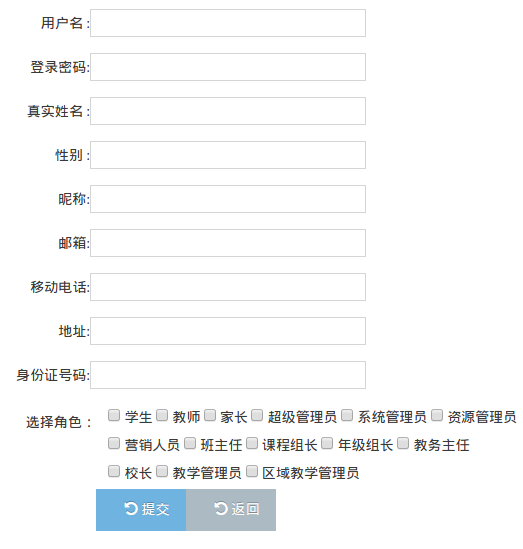 用户名 :
登录密码:
真实姓名 :
性别 :
昵称:
邮箱:
移动电话:
地址:
身份证号码:
选择角色 : 学生 教师 家长 超级管理员 系统管理员 资源管理员
营销人员 班主任 课程组长 年级组长 教务主任
校长 教学管理员 区域教学管理员
提交 返回